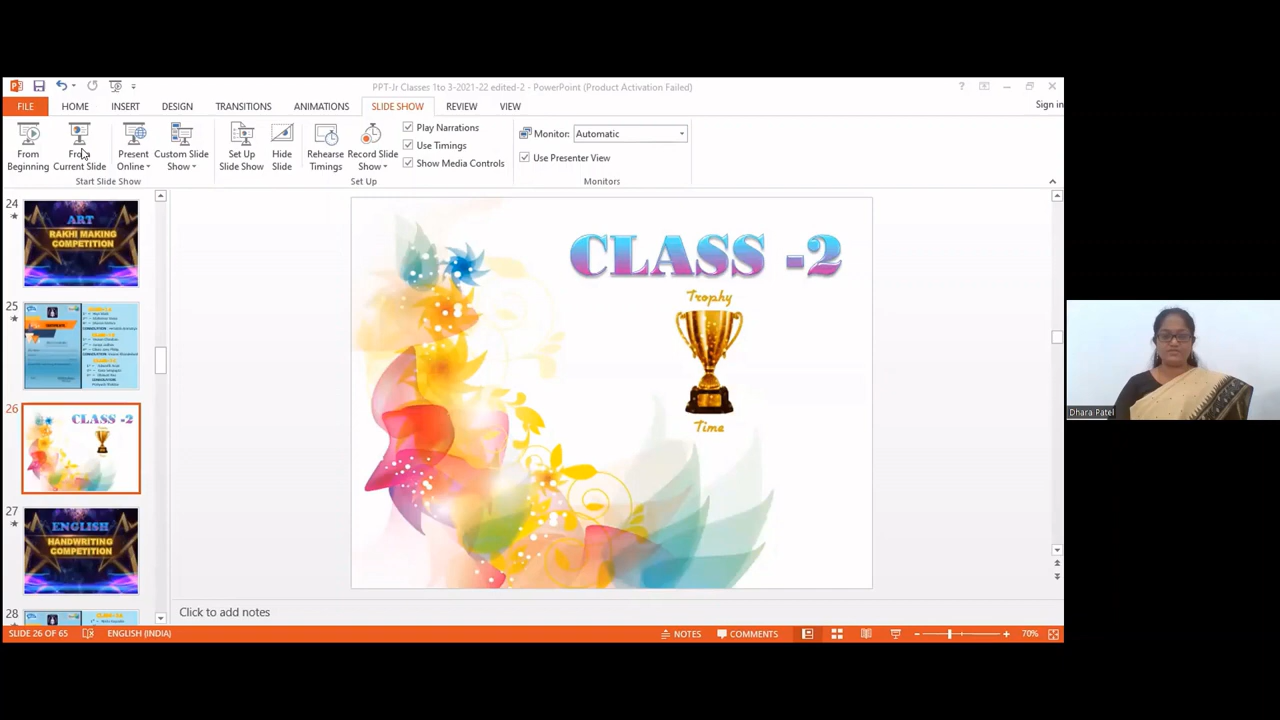 PPT-Jr Classes 1to 3-2021-22 edited-2 - PowerPoint (Product Activation Failed)
FILE HOME INSERT DESIGN TRANSITIONS ANIMATIONS SLIDE SHOW REVIEW VIEW Sign in
From Beginning
From Current Slide
Present Online
Custom Slide Show
Set Up Slide Show
Hide Slide
Rehearse Timings
Record Slide Show
Play Narrations
Use Timings
Show Media Controls
Monitor: Automatic
Use Presenter View
Start Slide Show
Set Up
Monitors
24
ART
RAKHI MAKING
COMPETITION
25
26
CLASS -2
27
ENGLISH
HANDWRITING
COMPETITION
28
CLASS -2
Trophy
Time
Click to add notes
Dhara Patel
SLIDE 26 OF 65 ENGLISH (INDIA) NOTES COMMENTS 70%